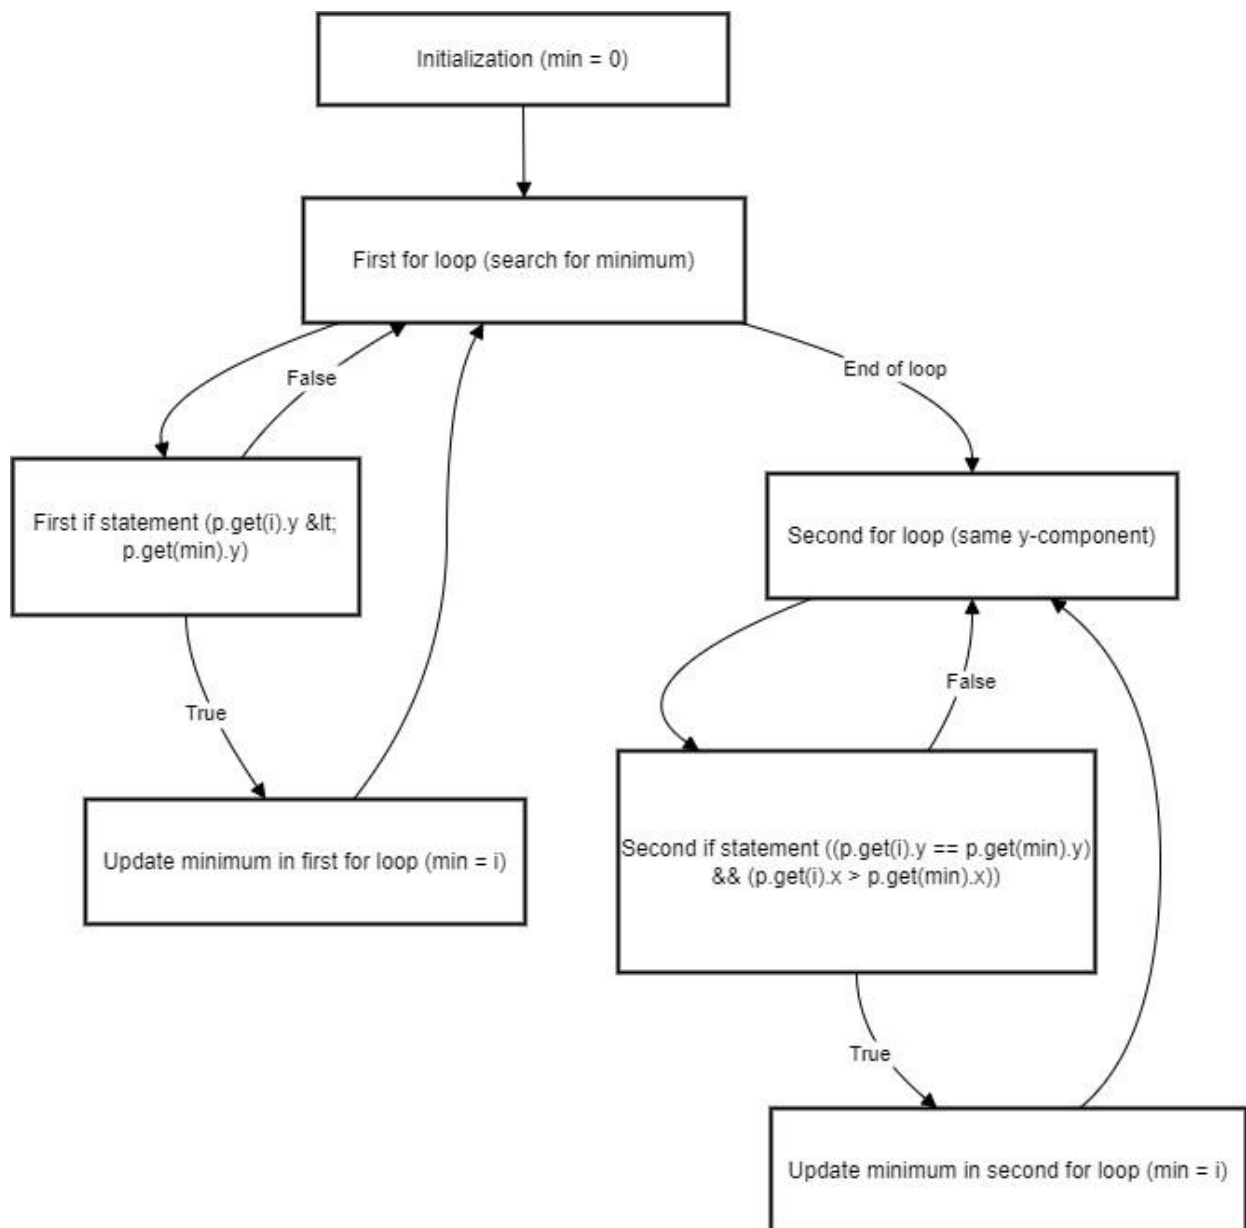 Initialization (min = 0)
First for loop (search for minimum)
False
End of loop
First if statement (p.get(i).y &lt;
p.get(min).y)
Second for loop (same y-component)
True
False
Update minimum in first for loop (min = i)
Second if statement ((p.get(i).y == p.get(min).y)
&& (p.get(i).x > p.get(min).x))
True
Update minimum in second for loop (min = i)